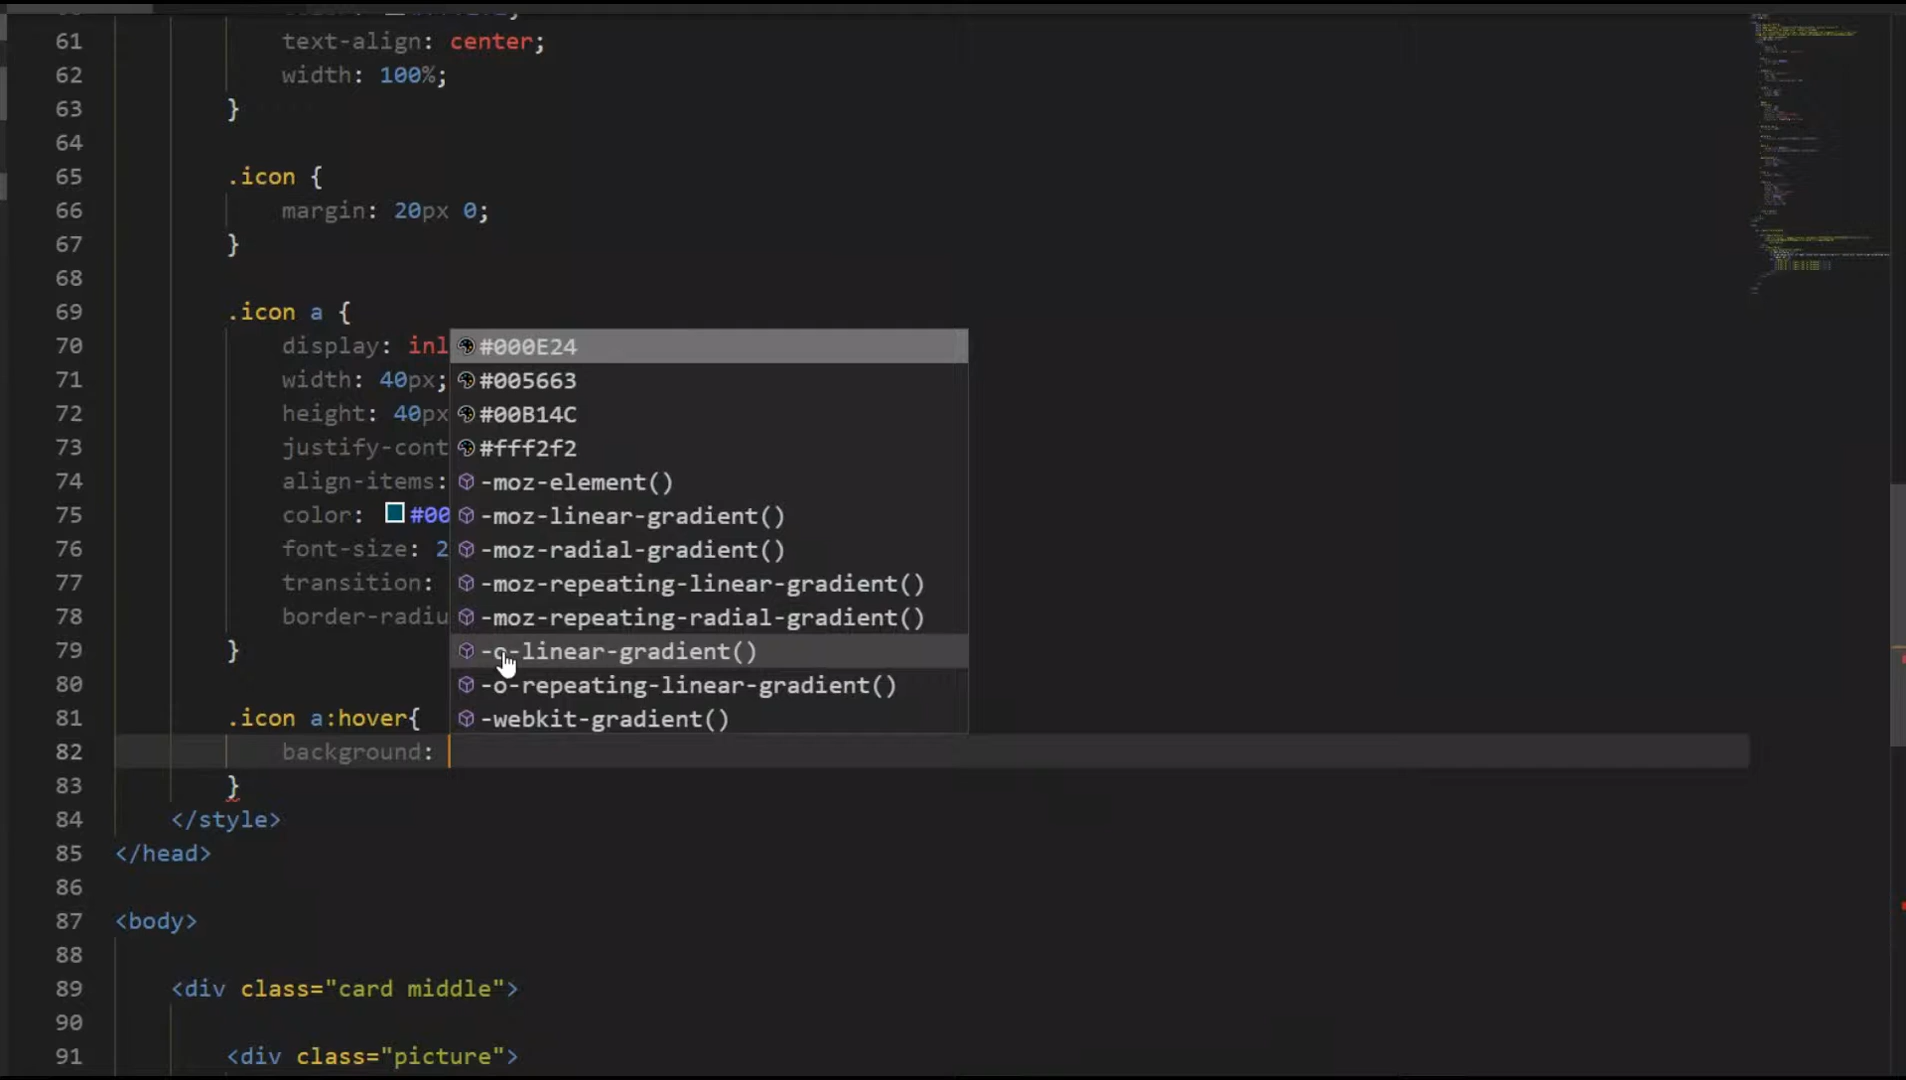 61 text-align: center;
62 width: 100%;
63 }
64
65 .icon {
66 margin: 20px 0;
67 }
68
69 .icon a {
70 display: inl
71 width: 40px;
72 height: 40px
73 justify-cont
74 align-items:
75 color: #00
76 font-size: 2
77 transition:
78 border-radiu
79 }
80
81 .icon a:hover{
82 background:
83 }
84 </style>
85 </head>
86
87 <body>
88
89 <div class="card middle">
90
91 <div class="picture">
#000E24
#005663
#00B14C
#fff2f2
-moz-element()
-moz-linear-gradient()
-moz-radial-gradient()
-moz-repeating-linear-gradient()
-moz-repeating-radial-gradient()
-o-linear-gradient()
-o-repeating-linear-gradient()
-webkit-gradient()